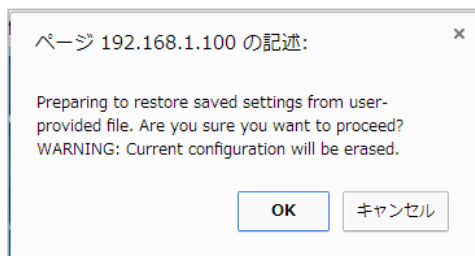 ページ 192.168.1.100 の記述:
×
Preparing to restore saved settings from user-
provided file. Are you sure you want to proceed?
WARNING: Current configuration will be erased.
OK
キャンセル